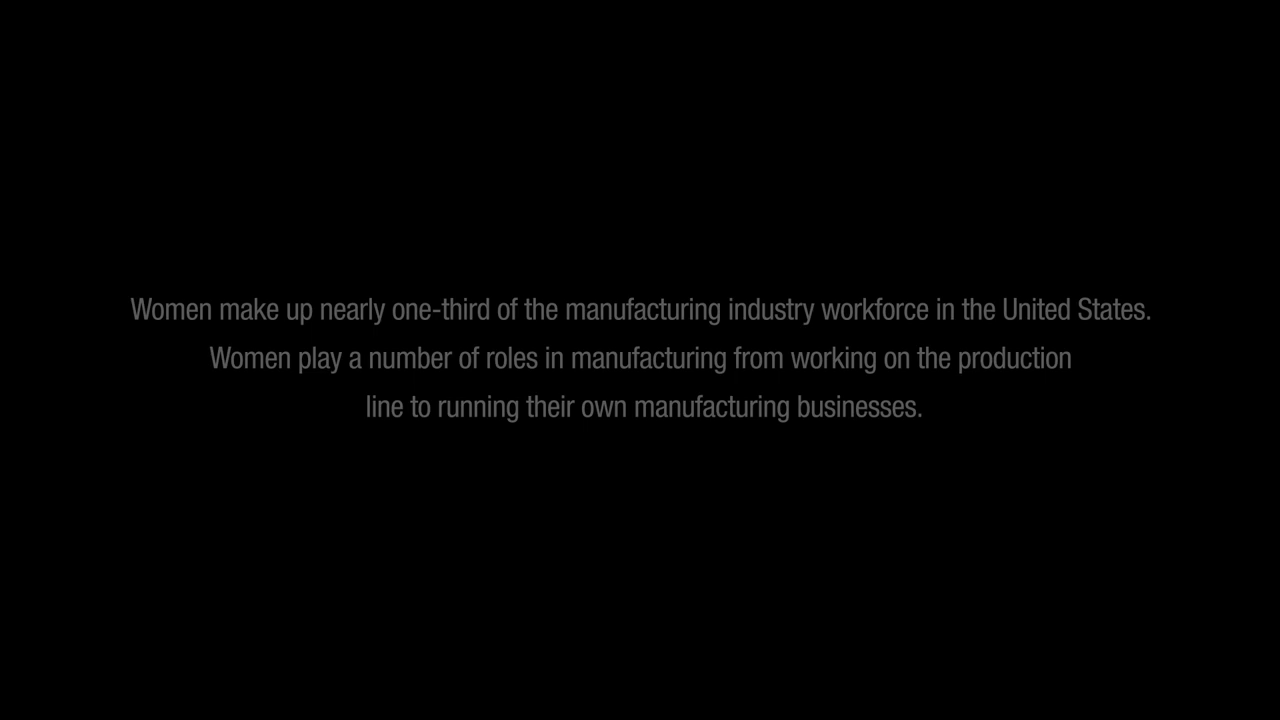 Women make up nearly one-third of the manufacturing industry workforce in the United States.
Women play a number of roles in manufacturing from working on the production
line to running their own manufacturing businesses.